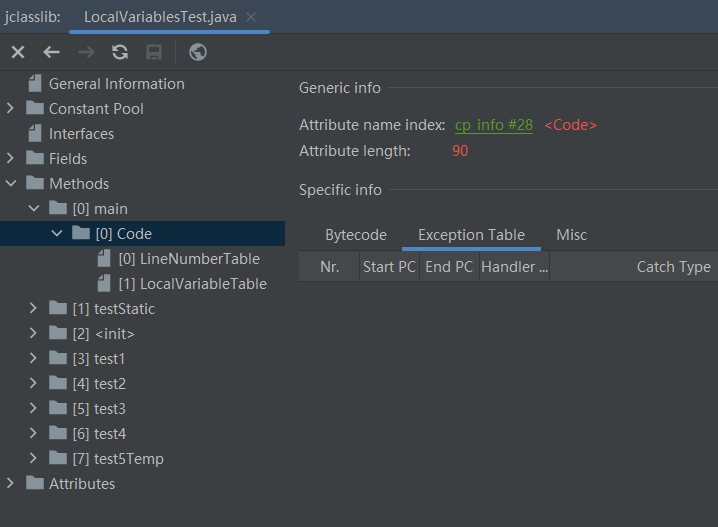 jclasslib: LocalVariablesTest.java
General Information
Constant Pool
Interfaces
Fields
Methods
[0] main
[0] Code
[0] LineNumberTable
[1] LocalVariableTable
[1] testStatic
[2] <init>
[3] test1
[4] test2
[5] test3
[6] test4
[7] test5Temp
Attributes
Generic info
Attribute name index: cp_info #28 <Code>
Attribute length: 90
Specific info
Bytecode Exception Table Misc
Nr. Start PC End PC Handler ... Catch Type